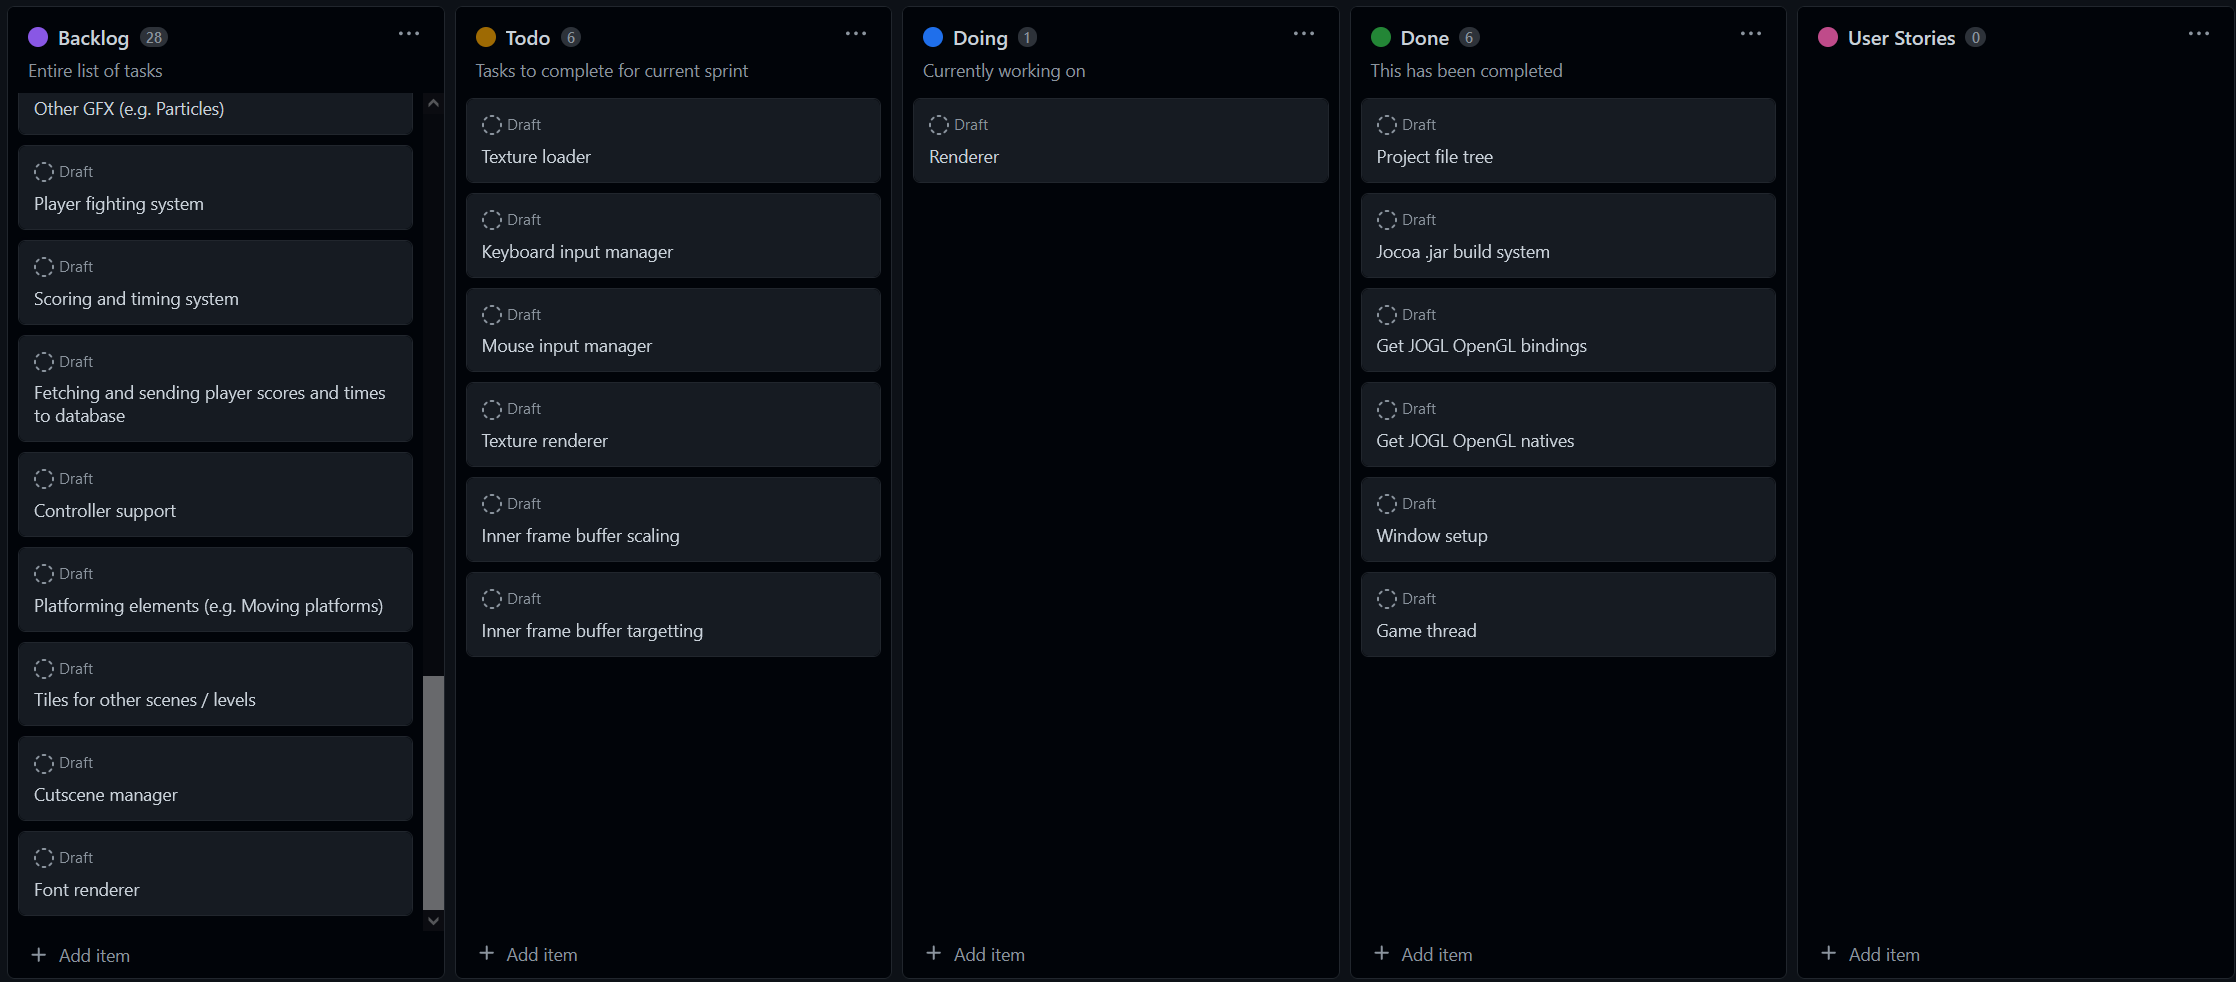 Backlog 28
Entire list of tasks
Other GFX (e.g. Particles)
Draft
Player fighting system
Draft
Scoring and timing system
Draft
Fetching and sending player scores and times
to database
Draft
Controller support
Draft
Platforming elements (e.g. Moving platforms)
Draft
Tiles for other scenes / levels
Draft
Cutscene manager
Draft
Font renderer
+ Add item
Todo 6
Tasks to complete for current sprint
Draft
Texture loader
Draft
Keyboard input manager
Draft
Mouse input manager
Draft
Texture renderer
Draft
Inner frame buffer scaling
Draft
Inner frame buffer targetting
+ Add item
Doing 1
Currently working on
Draft
Renderer
+ Add item
Done 6
This has been completed
Draft
Project file tree
Draft
Jocoa .jar build system
Draft
Get JOGL OpenGL bindings
Draft
Get JOGL OpenGL natives
Draft
Window setup
Draft
Game thread
+ Add item
User Stories 0
+ Add item